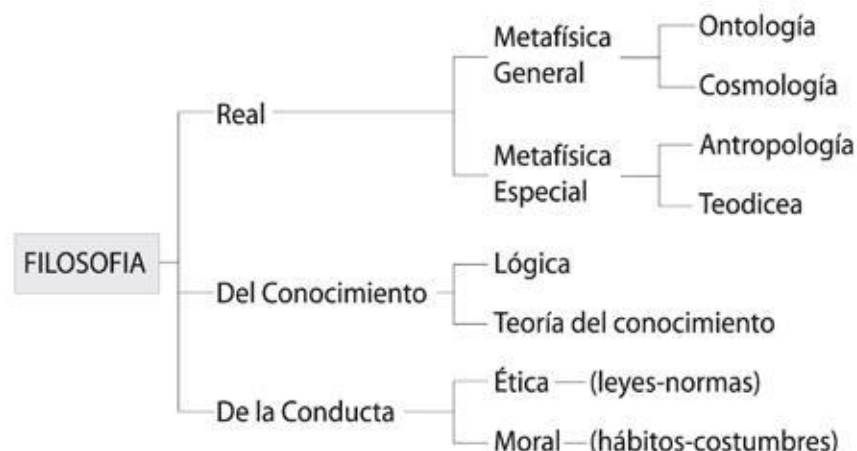 FILOSOFIA
Real
Metafísica
General
Ontología
Cosmología
Metafísica
Especial
Antropología
Teodicea
Del Conocimiento
Lógica
Teoría del conocimiento
De la Conducta
Ética (leyes-normas)
Moral (hábitos-costumbres)